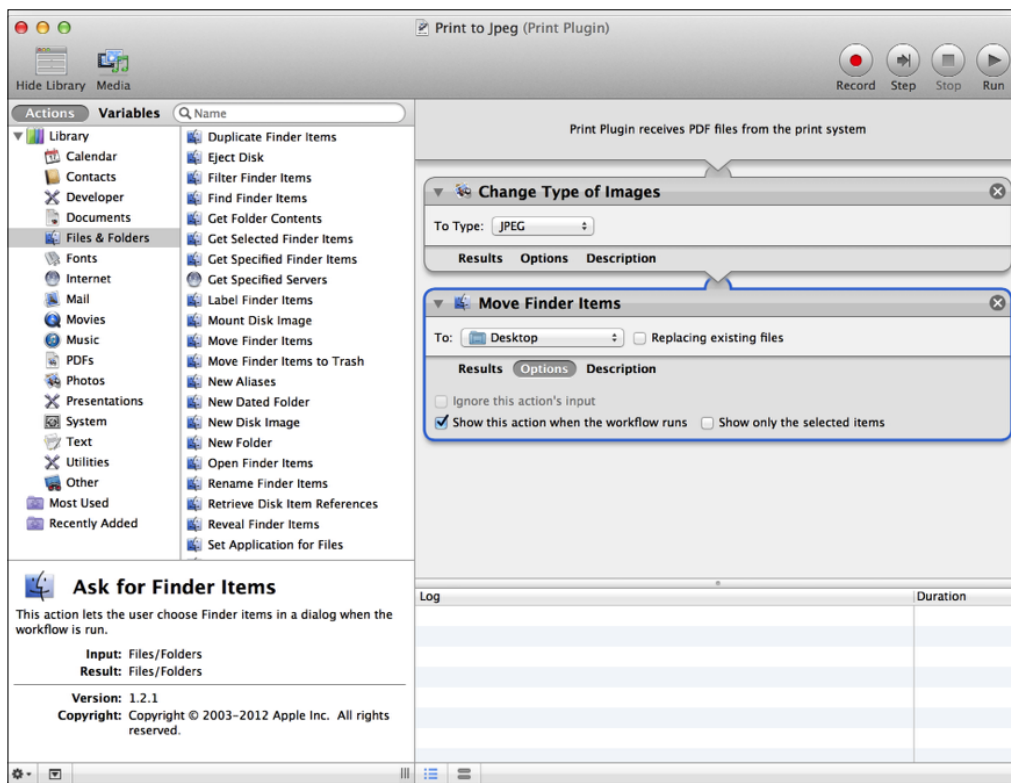 Print to Jpeg (Print Plugin)
Hide Library Media
Record Step Stop Run
Actions Variables Name
Library
Calendar
Contacts
Developer
Documents
Files & Folders
Fonts
Internet
Mail
Movies
Music
PDFs
Photos
Presentations
System
Text
Utilities
Other
Most Used
Recently Added
Duplicate Finder Items
Eject Disk
Filter Finder Items
Find Finder Items
Get Folder Contents
Get Selected Finder Items
Get Specified Finder Items
Get Specified Servers
Label Finder Items
Mount Disk Image
Move Finder Items
Move Finder Items to Trash
New Aliases
New Dated Folder
New Disk Image
New Folder
Open Finder Items
Rename Finder Items
Retrieve Disk Item References
Reveal Finder Items
Set Application for Files
Ask for Finder Items
This action lets the user choose Finder items in a dialog when the
workflow is run.
Input: Files/Folders
Result: Files/Folders
Version: 1.2.1
Copyright: Copyright © 2003-2012 Apple Inc. All rights
reserved.
Print Plugin receives PDF files from the print system
Change Type of Images
To Type: JPEG
Results Options Description
Move Finder Items
To: Desktop Replacing existing files
Results Options Description
Ignore this action's input
Show this action when the workflow runs Show only the selected items
Log Duration